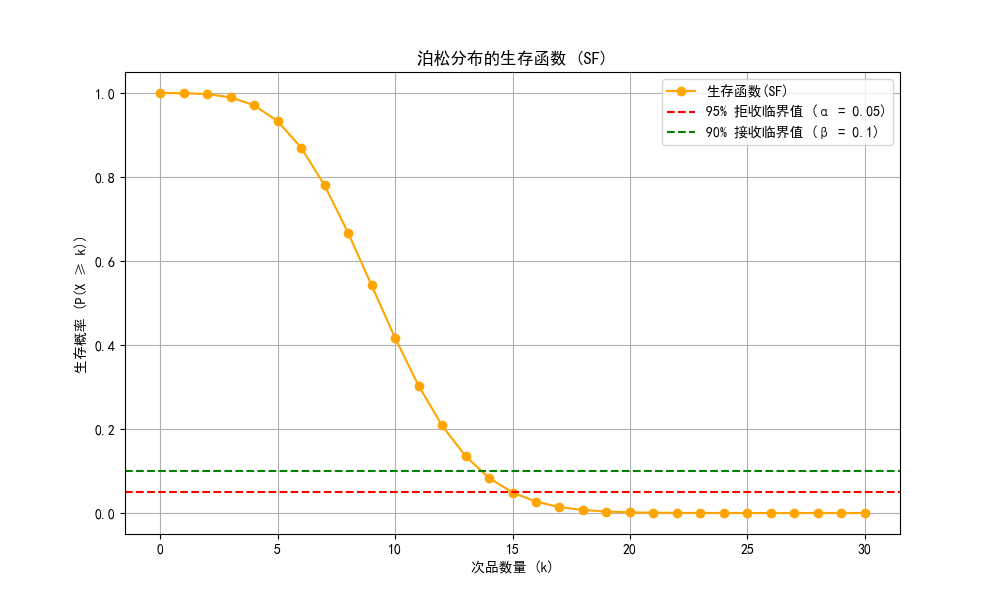 泊松分布的生存函数 (SF)
生存函数(SF)
95% 拒收临界值 (α = 0.05)
90% 接收临界值 (β = 0.1)
生存概率 (P(X ≥ k))
1.0
0.8
0.6
0.4
0.2
0.0
0 5 10 15 20 25 30
次品数量 (k)